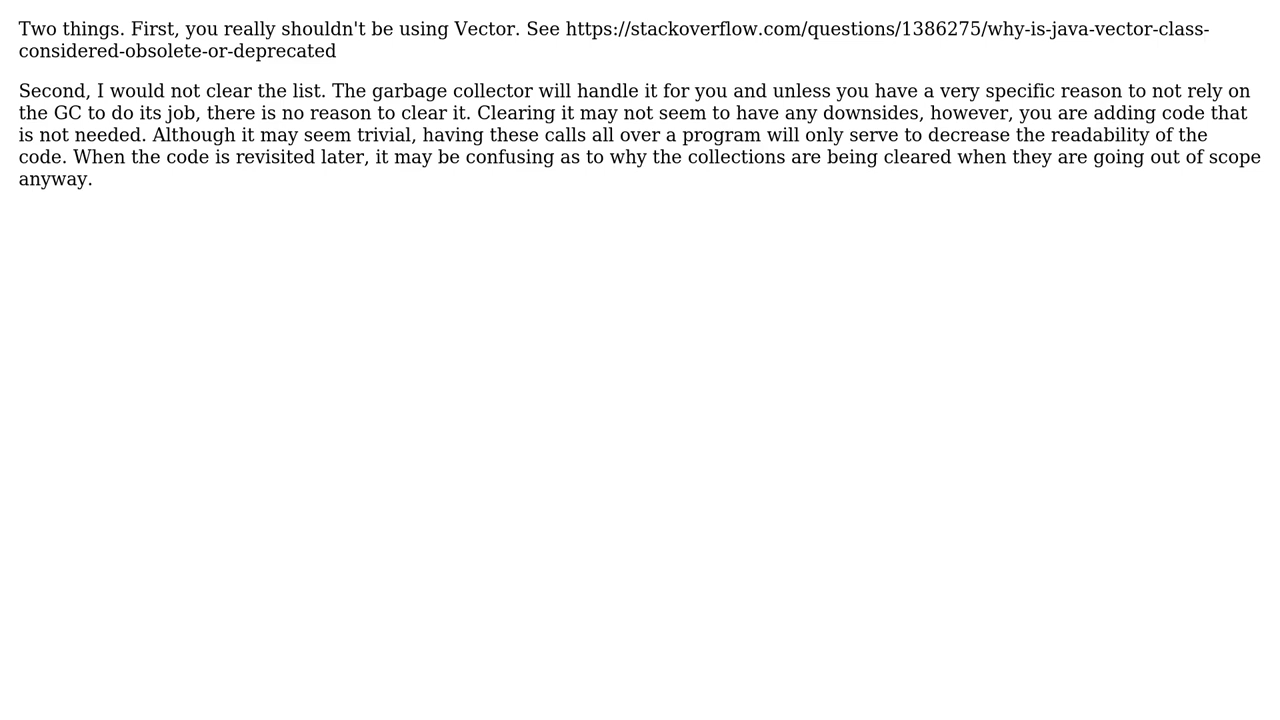 Two things. First, you really shouldn't be using Vector. See https://stackoverflow.com/questions/1386275/why-is-java-vector-class-
considered-obsolete-or-deprecated
Second, I would not clear the list. The garbage collector will handle it for you and unless you have a very specific reason to not rely on
the GC to do its job, there is no reason to clear it. Clearing it may not seem to have any downsides, however, you are adding code that
is not needed. Although it may seem trivial, having these calls all over a program will only serve to decrease the readability of the
code. When the code is revisited later, it may be confusing as to why the collections are being cleared when they are going out of scope
anyway.